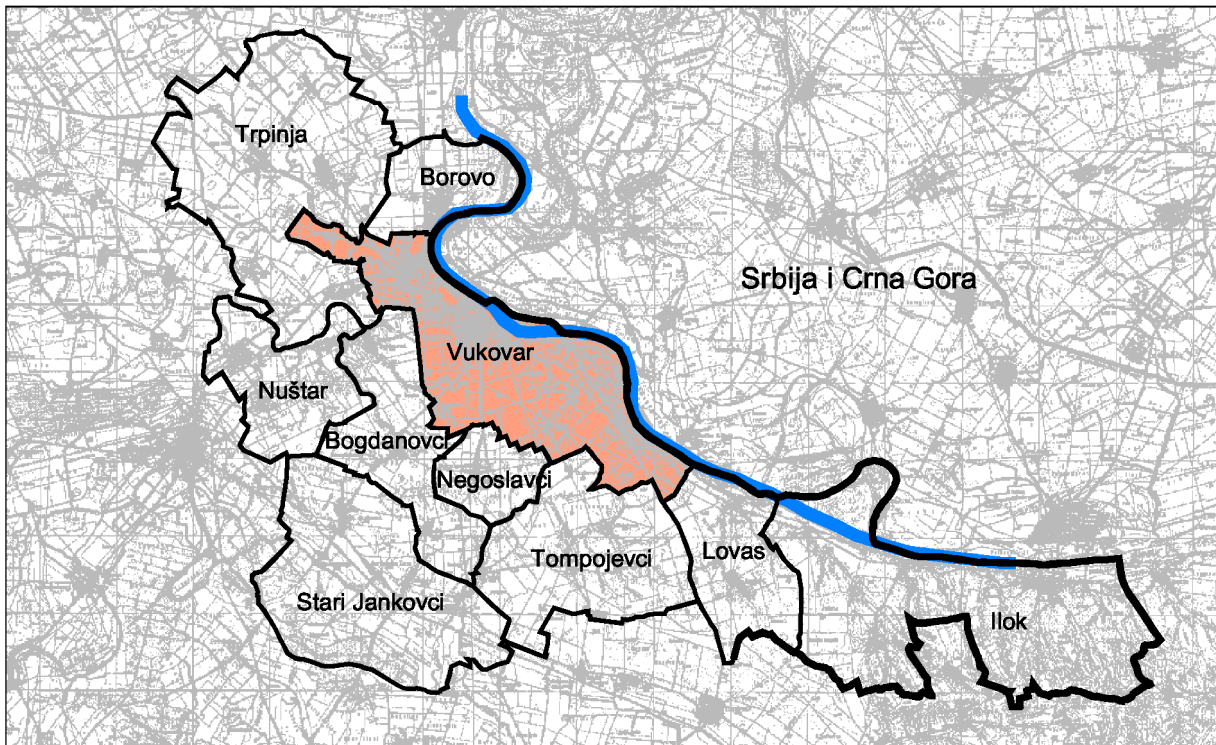 Trpinja
Borovo
Srbija i Crna Gora
Vukovar
Nuštar
Bogdanovci
Negoslavci
Tompojevci
Lovas
Stari Jankovci
Ilok